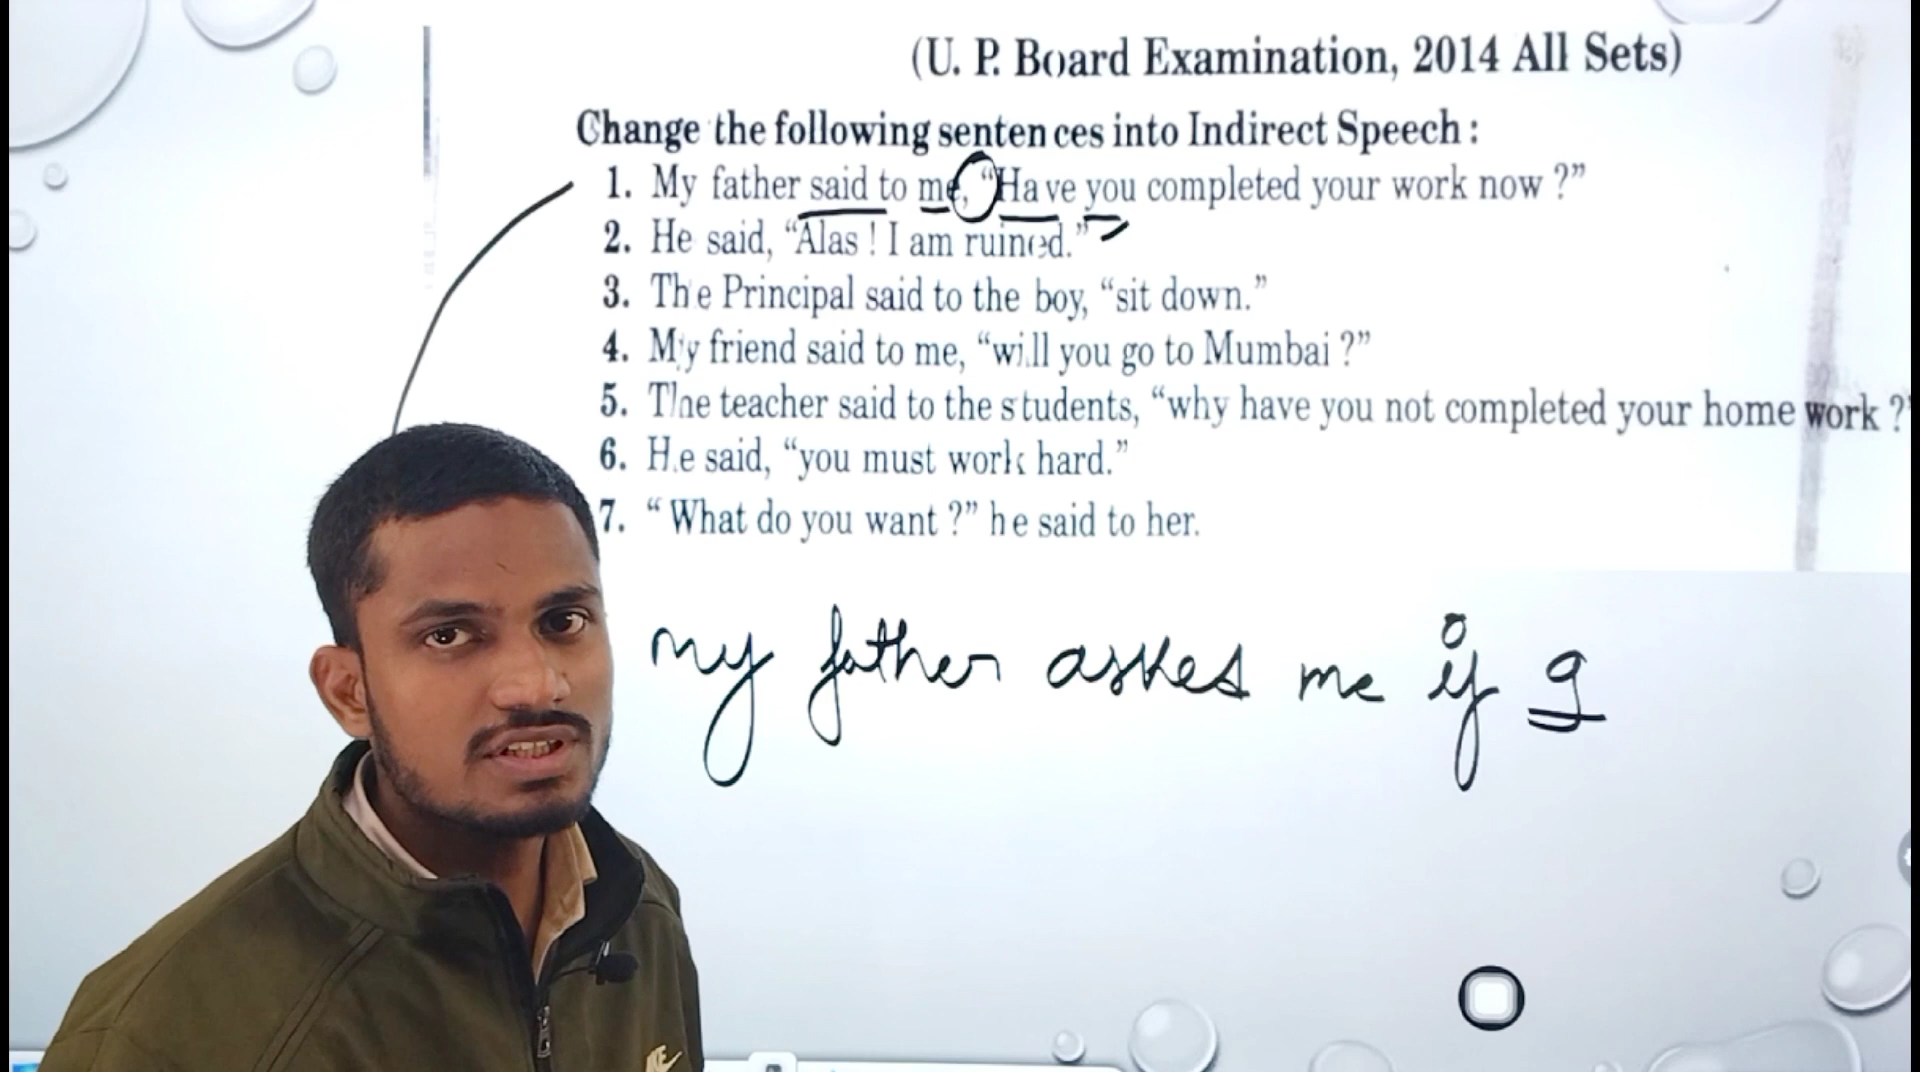 (U. P. Board Examination, 2014 All Sets)
Change the following sentences into Indirect Speech :
1. My father said to me, “Have you completed your work now ?”
2. He said, “Alas ! I am ruined.”
3. The Principal said to the boy, “sit down.”
4. My friend said to me, “will you go to Mumbai ?”
5. The teacher said to the students, “why have you not completed your home work ?”
6. He said, “you must work hard.”
7. “What do you want ?” he said to her.
my father asked me if